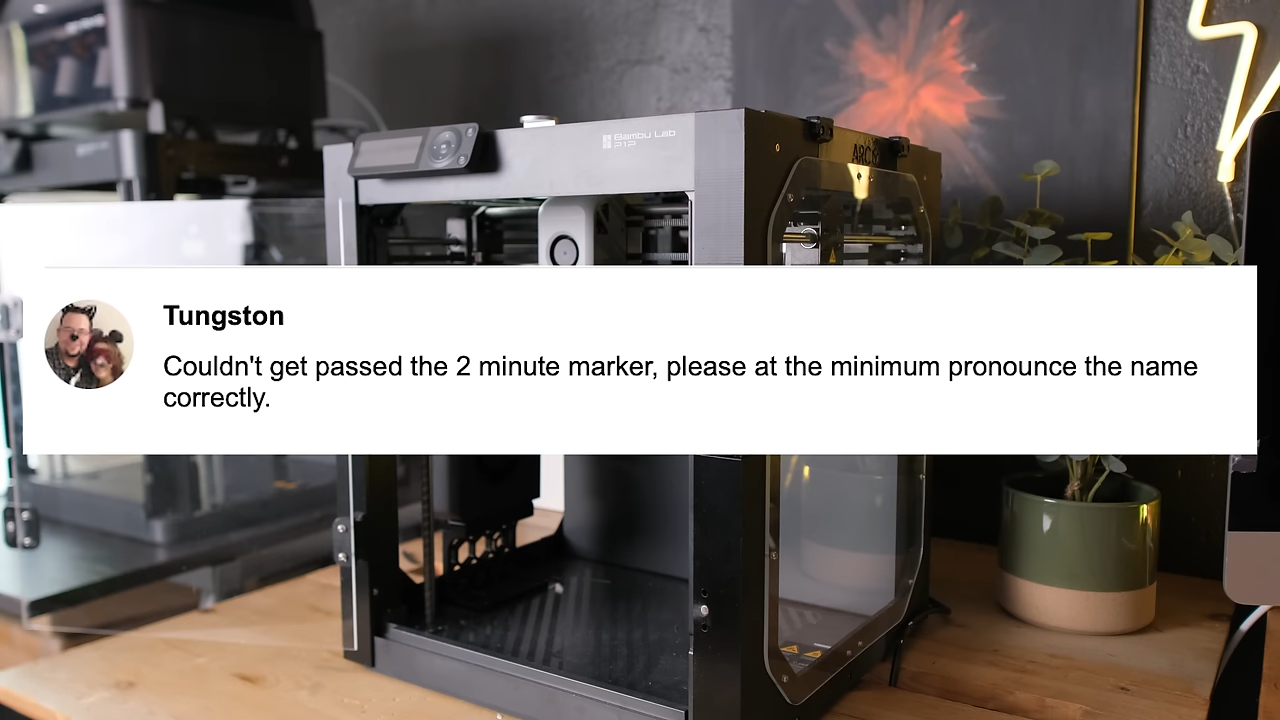 Bambu Lab
P1P
Tungston
Couldn't get passed the 2 minute marker, please at the minimum pronounce the name
correctly.